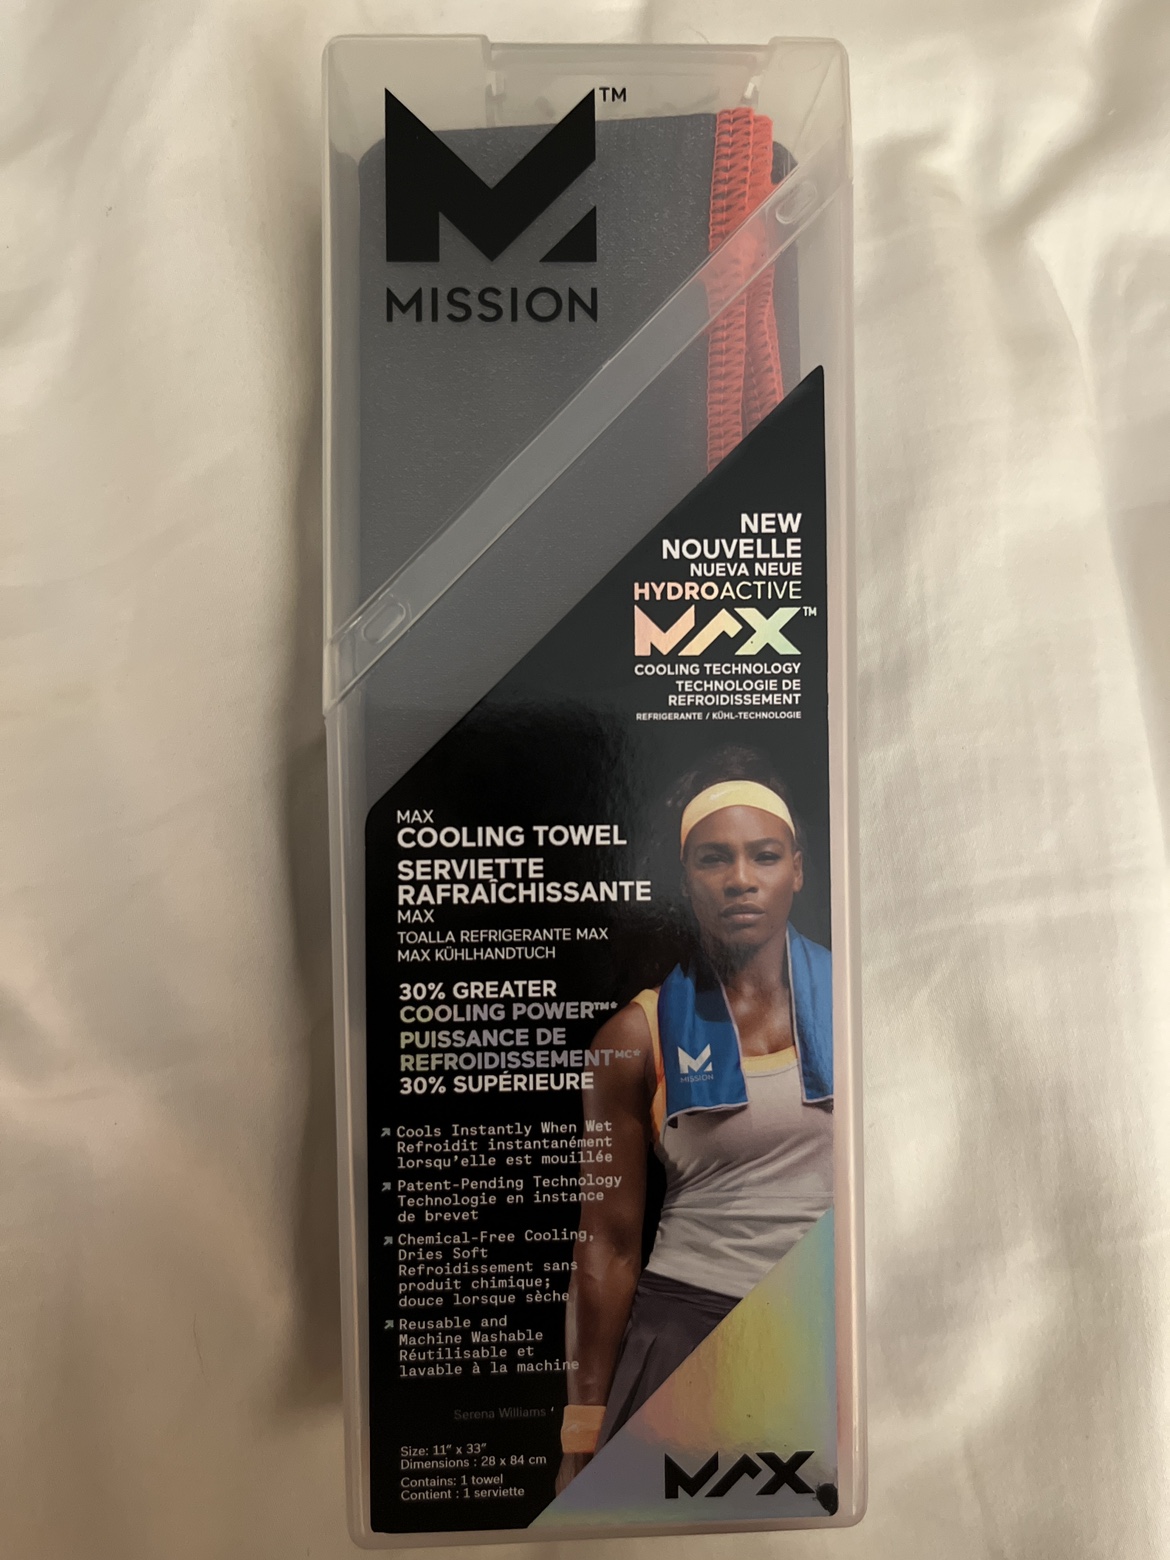 TM
MISSION
NEW
NOUVELLE
NUEVA NEUE
HYDROACTIVE
MAX™
COOLING TECHNOLOGY
TECHNOLOGIE DE
REFROIDISSEMENT
REFRIGERANTE / KÜHL-TECHNOLOGIE
MAX
COOLING TOWEL
SERVIETTE
RAFRAÎCHISSANTE
MAX
TOALLA REFRIGERANTE MAX
MAX KÜHLHANDTUCH
30% GREATER
COOLING POWER™*
PUISSANCE DE
REFROIDISSEMENTMC*
30% SUPÉRIEURE
MISSION
Cools Instantly When Wet
Refroidit instantanément
lorsqu'elle est mouillée
Patent-Pending Technology
Technologie en instance
de brevet
Chemical-Free Cooling,
Dries Soft
Refroidissement sans
produit chimique;
douce lorsque sèche
Reusable and
Machine Washable
Réutilisable et
lavable à la machine
Serena Williams
Size: 11" x 33"
Dimensions : 28 x 84 cm
Contains: 1 towel
Contient : 1 serviette
MAX